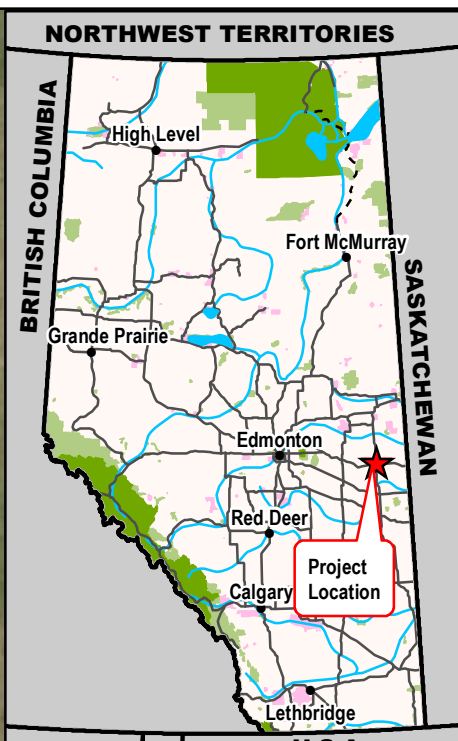 NORTHWEST TERRITORIES
BRITISH COLUMBIA
High Level
Fort McMurray
SASKATCHEWAN
Grande Prairie
Edmonton
Red Deer
Project
Location
Calgary
Lethbridge